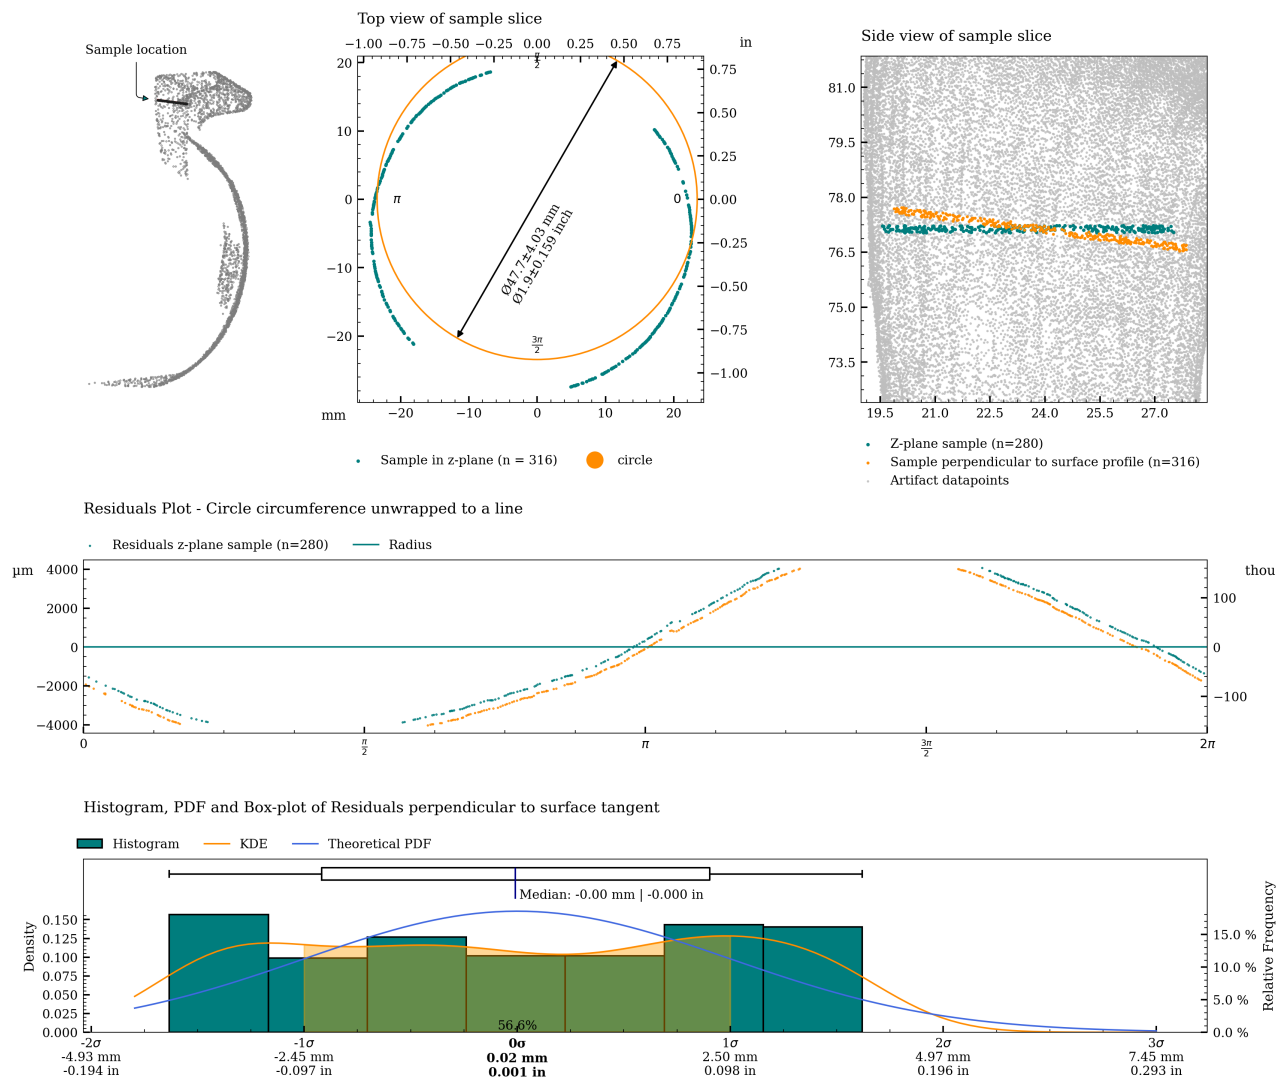 Top view of sample slice
Side view of sample slice
Sample location
−1.00 −0.75 −0.50 −0.25 0.00 0.25 0.50 0.75 in
π/2
20
10
0
−10
−20
0.75
0.50
0.25
0.00
−0.25
−0.50
−0.75
−1.00
π
0
Ø47.7±4.03 mm
Ø1.9±0.159 inch
3π/2
mm −20 −10 0 10 20
81.0
79.5
78.0
76.5
75.0
73.5
19.5 21.0 22.5 24.0 25.5 27.0
Sample in z-plane (n = 316) circle
Z-plane sample (n=280)
Sample perpendicular to surface profile (n=316)
Artifact datapoints
Residuals Plot - Circle circumference unwrapped to a line
Residuals z-plane sample (n=280) Radius
µm
thou
4000
2000
0
−2000
−4000
100
0
−100
0 π/2 π 3π/2 2π
Histogram, PDF and Box-plot of Residuals perpendicular to surface tangent
Histogram KDE Theoretical PDF
Median: -0.00 mm | -0.000 in
Density
0.150
0.125
0.100
0.075
0.050
0.025
0.000
Relative Frequency
15.0 %
10.0 %
5.0 %
0.0 %
56.6%
-2σ -1σ 0σ 1σ 2σ 3σ
-4.93 mm -2.45 mm 0.02 mm 2.50 mm 4.97 mm 7.45 mm
-0.194 in -0.097 in 0.001 in 0.098 in 0.196 in 0.293 in